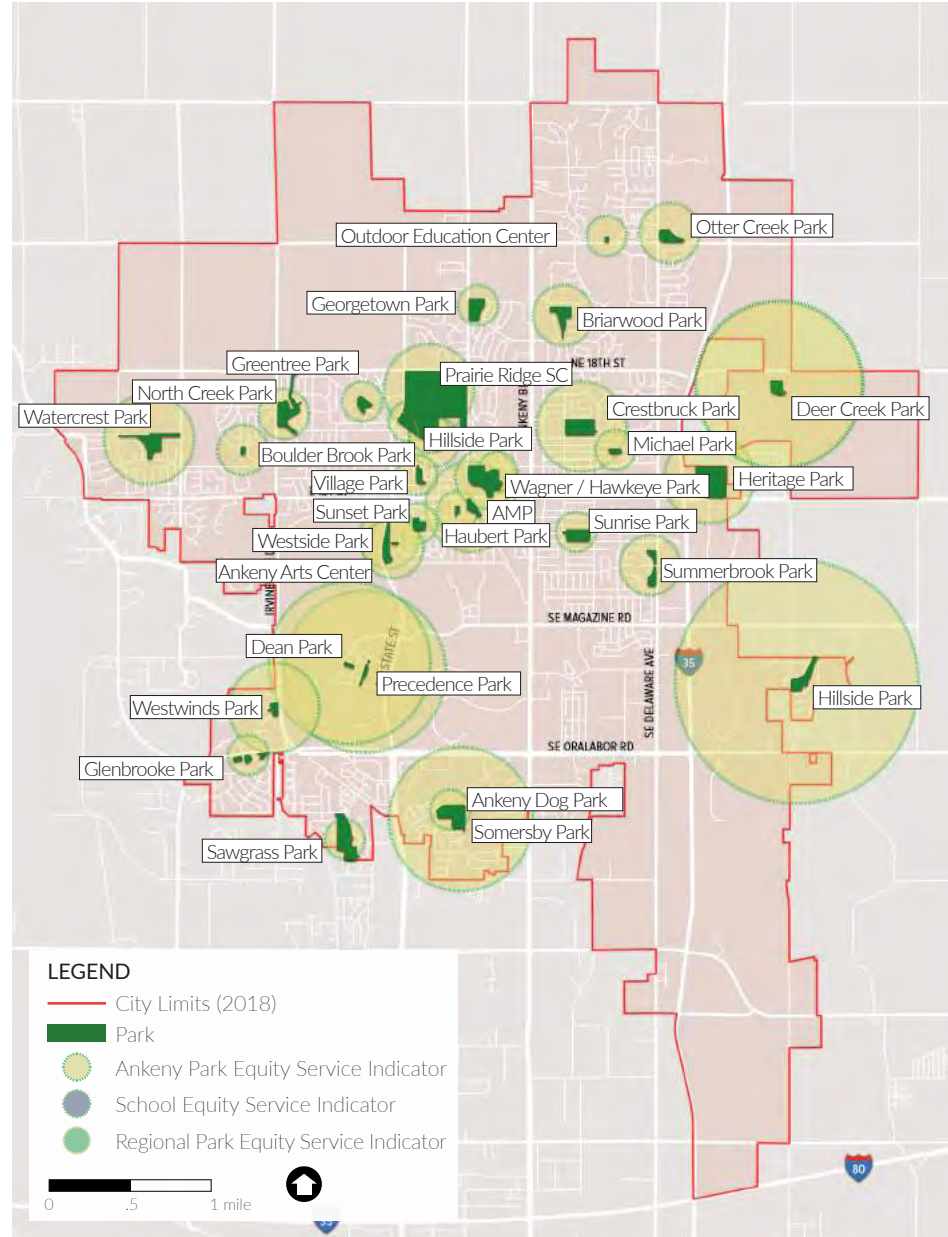 Outdoor Education Center
Otter Creek Park
Georgetown Park
Briarwood Park
Greentree Park
NE 18TH ST
Prairie Ridge SC
North Creek Park
Watercrest Park
Crestbruck Park
Deer Creek Park
Hillside Park
Michael Park
Boulder Brook Park
Village Park
Wagner / Hawkeye Park
Heritage Park
Sunset Park
AMP
Sunrise Park
Westside Park
Haubert Park
Ankeny Arts Center
Summerbrook Park
SE MAGAZINE RD
Dean Park
STATE ST
35
SE DELAWARE AVE
Precedence Park
Hillside Park
Westwinds Park
SE ORALABOR RD
Glenbrooke Park
Ankeny Dog Park
Somersby Park
Sawgrass Park
LEGEND
City Limits (2018)
Park
Ankeny Park Equity Service Indicator
School Equity Service Indicator
Regional Park Equity Service Indicator
0 .5 1 mile
80